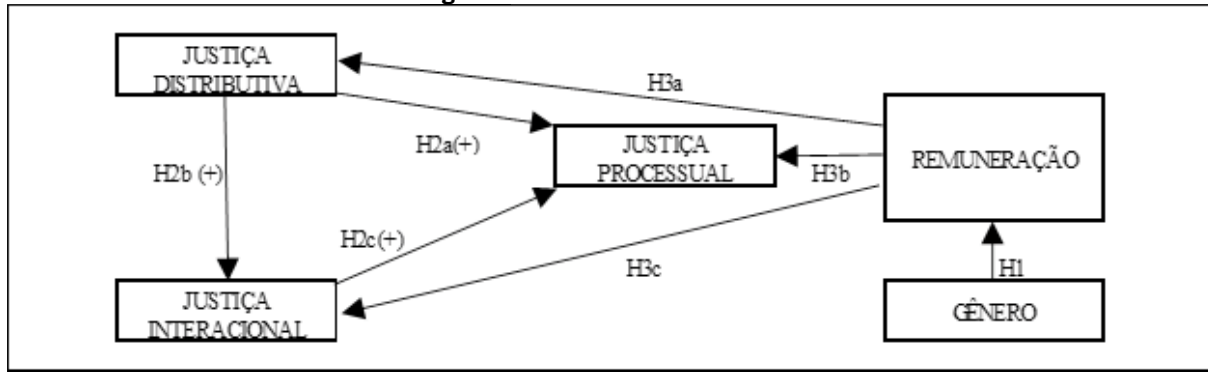 JUSTIÇA
DISTRIBUTIVA
H3a
H2a(+)
JUSTIÇA
PROCESSUAL
REMUNERAÇÃO
H2b (+)
H3b
H2c(+)
H3c
H1
JUSTIÇA
INTERACIONAL
GÊNERO